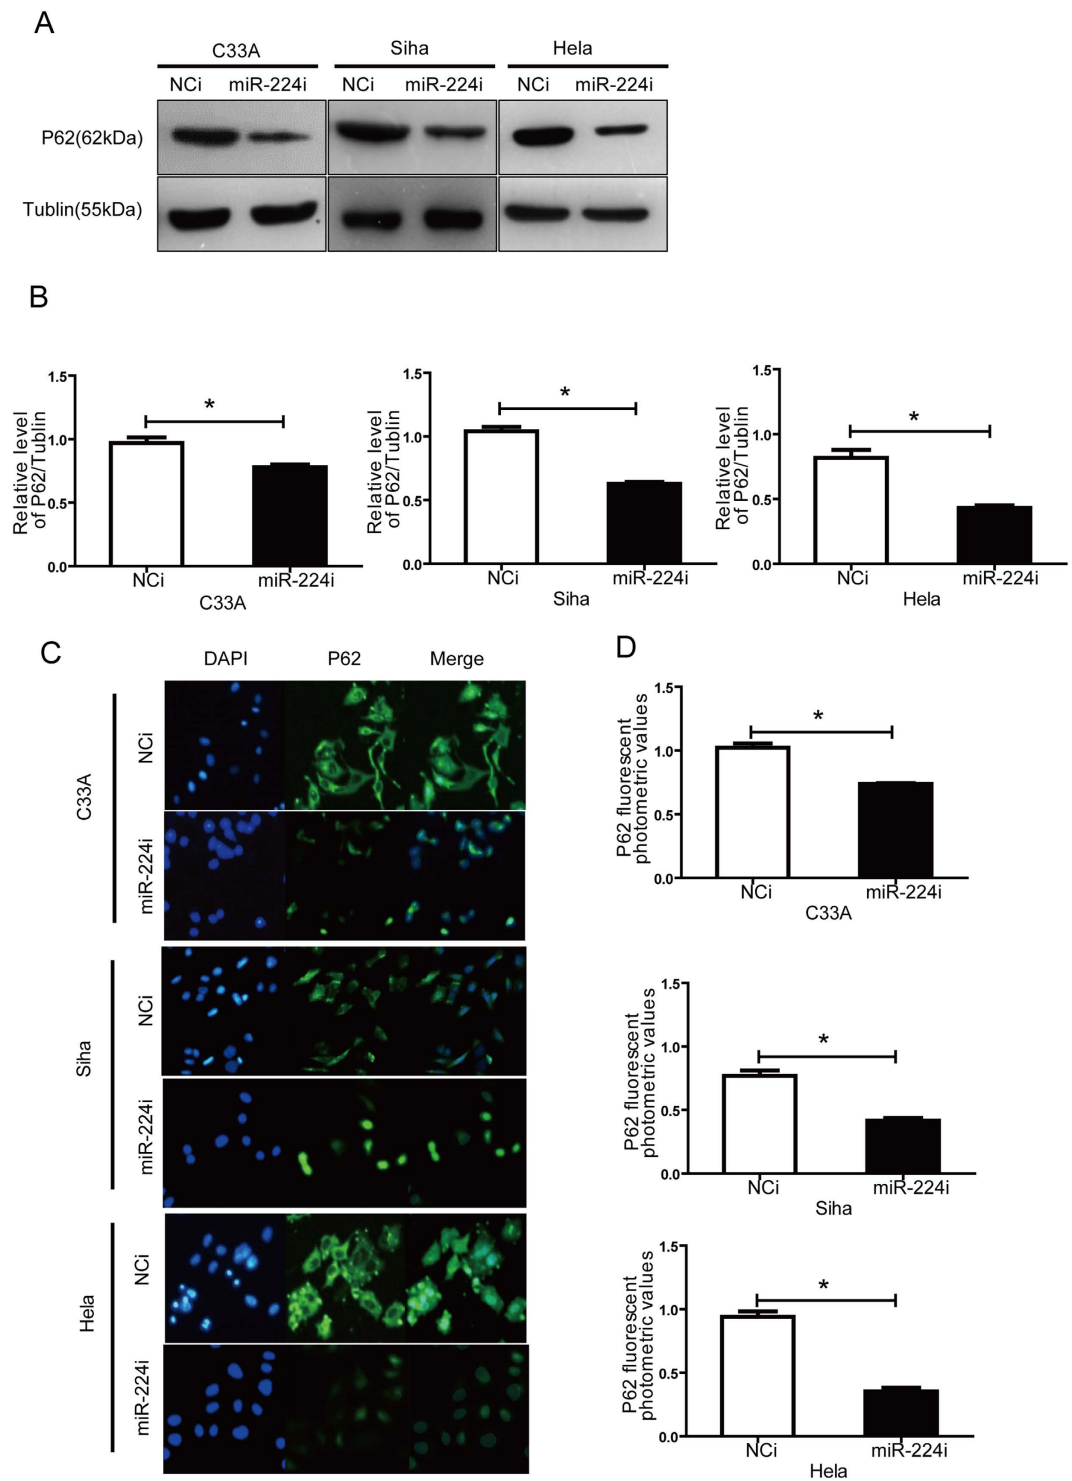 A
C33A Siha Hela
NCi miR-224i NCi miR-224i NCi miR-224i
P62(62kDa)
Tublin(55kDa)
B
Relative level
of P62/Tublin
1.5
1.0
0.5
0.0
*
NCi miR-224i
C33A
Relative level
of P62/Tublin
1.5
1.0
0.5
0.0
*
NCi miR-224i
Siha
Relative level
of P62/Tublin
1.5
1.0
0.5
0.0
*
NCi miR-224i
Hela
C
DAPI P62 Merge
C33A
NCi
miR-224i
Siha
NCi
miR-224i
Hela
NCi
miR-224i
D
P62 fluorescent
photometric values
1.5
1.0
0.5
0.0
*
NCi miR-224i
C33A
P62 fluorescent
photometric values
1.5
1.0
0.5
0.0
*
NCi miR-224i
Siha
P62 fluorescent
photometric values
1.5
1.0
0.5
0.0
*
NCi miR-224i
Hela